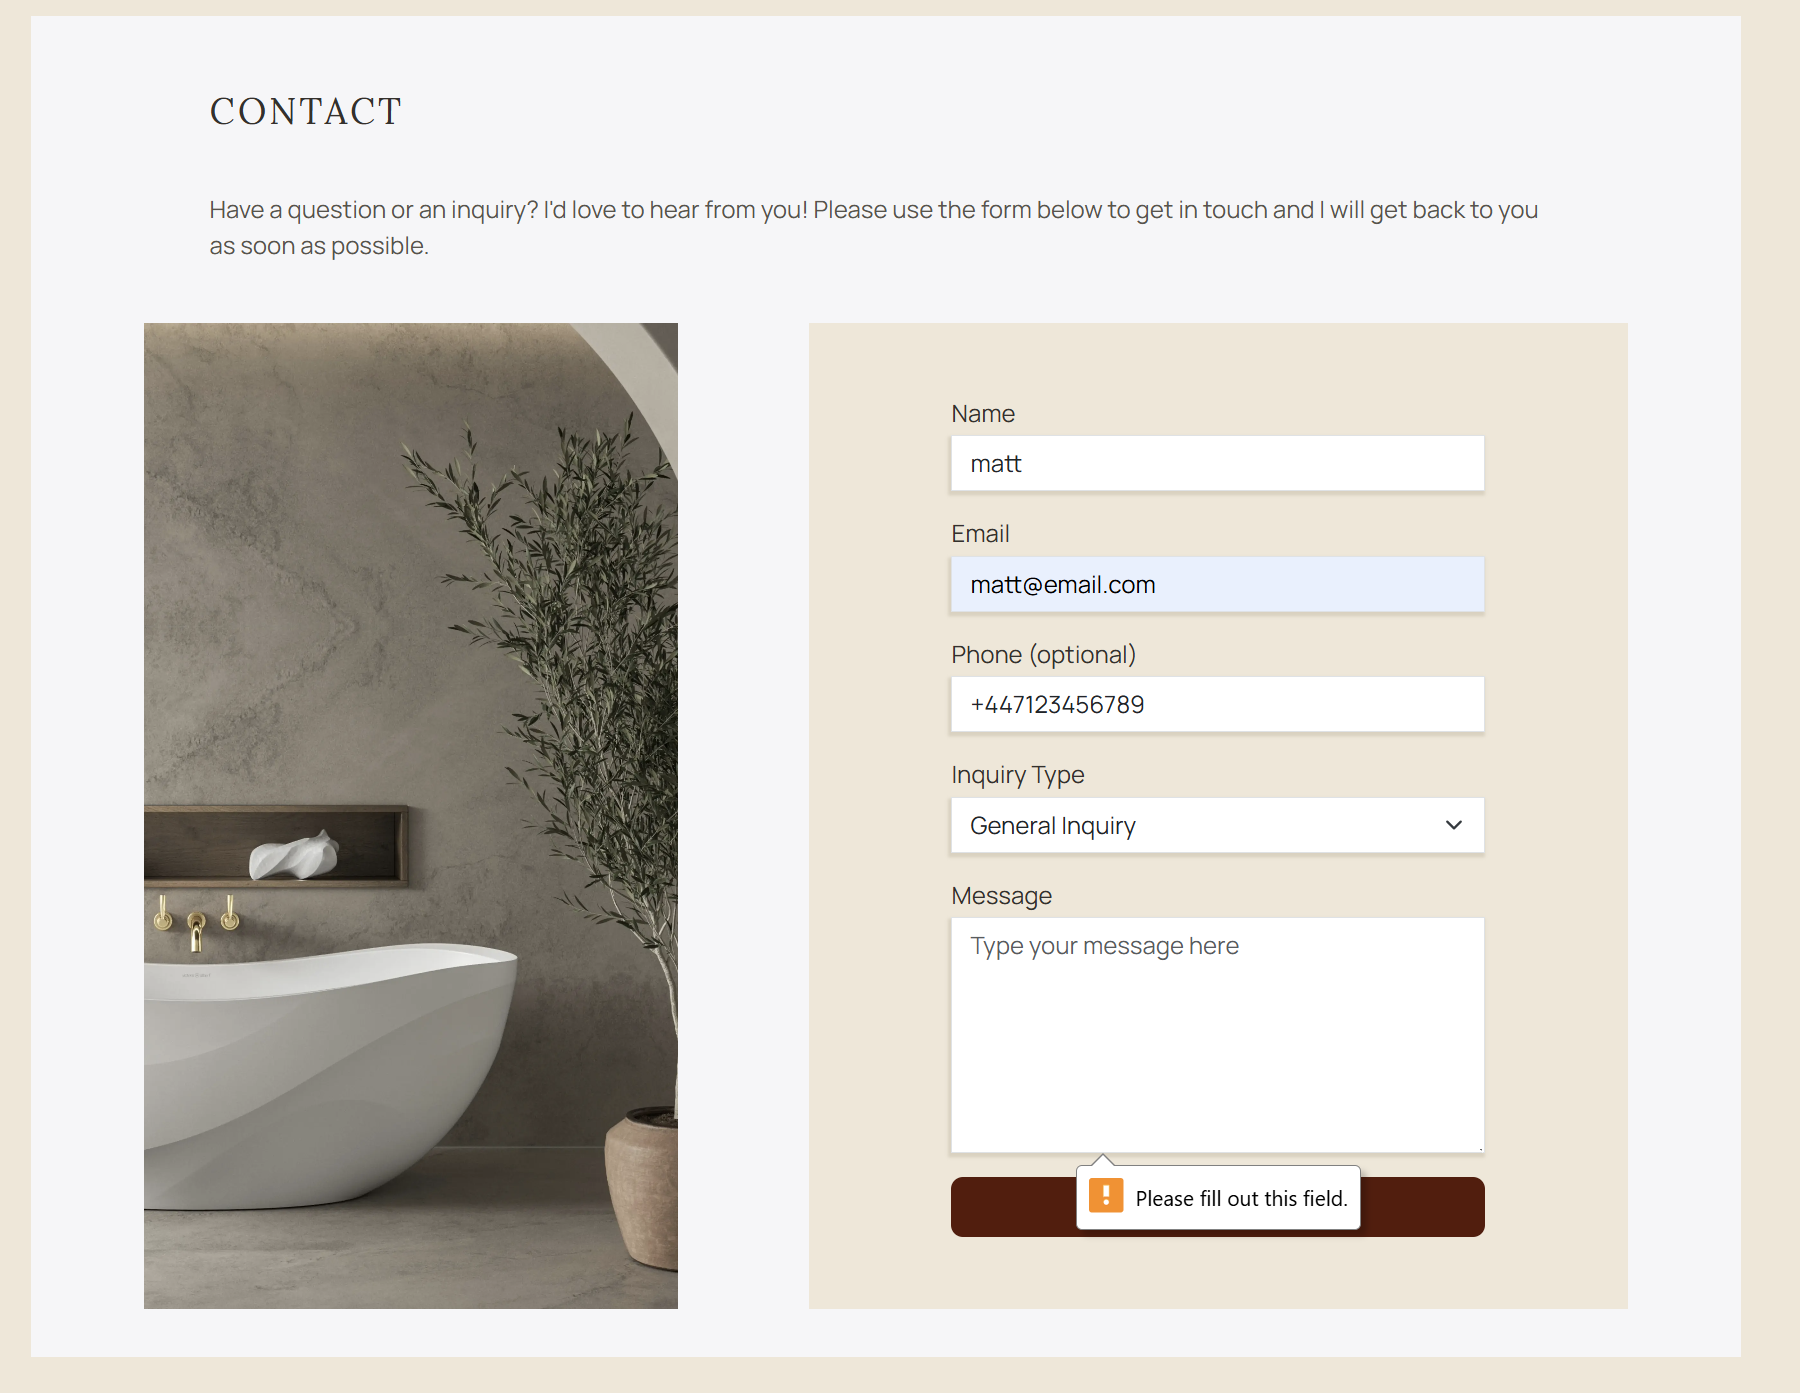 CONTACT
Have a question or an inquiry? I'd love to hear from you! Please use the form below to get in touch and I will get back to you
as soon as possible.
Name
matt
Email
matt@email.com
Phone (optional)
+447123456789
Inquiry Type
General Inquiry
Message
Type your message here
Please fill out this field.